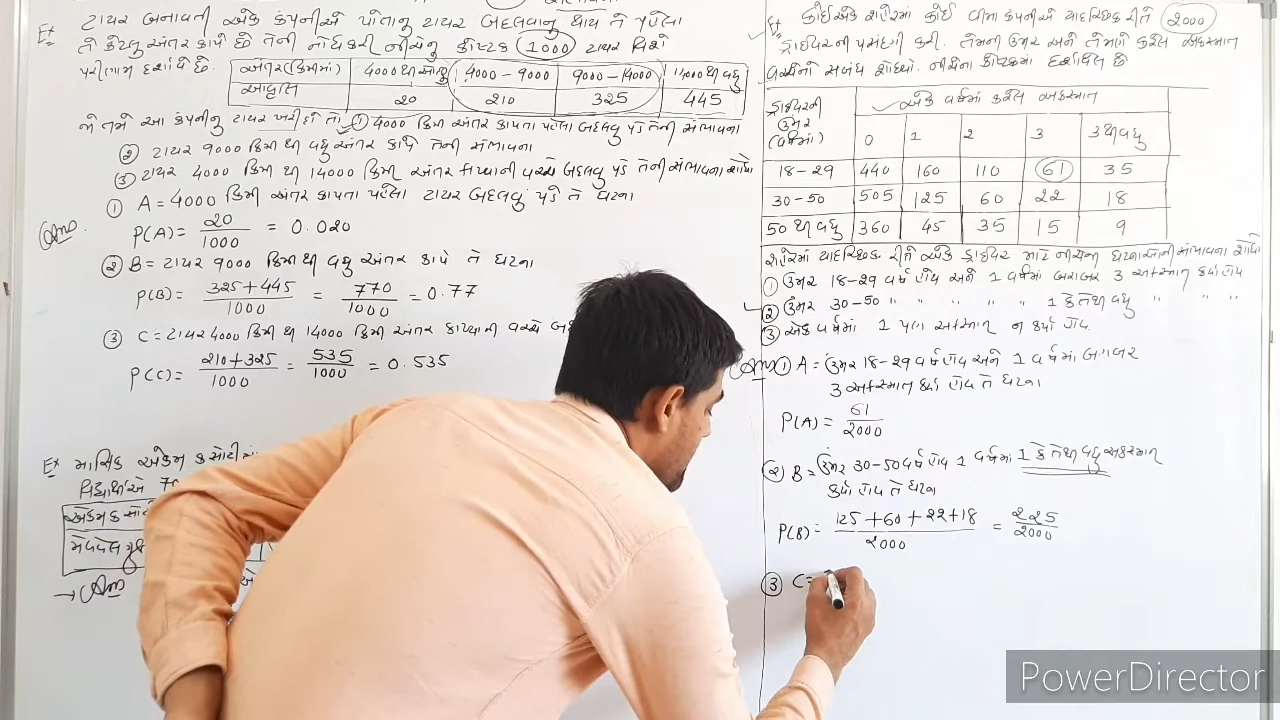 Ex ટાયર બનાવતી એક કંપનીએ પોતાનુ ટાયર બદલવાનુ થાય તે પહેલા
તે કેટલુ અંતર કાપે છે તેની નોંધ કરી નીચેનુ કોષ્ટક 1000 ટાયર વિશે
પરીણામ દર્શાવે છે.
અંતર(કિમીમાં) 4000 થી ઓછુ 4000-9000 9000-14000 14000થી વધુ
આવૃત્તિ 20 210 325 445
જો તમે આ કંપનીનુ ટાયર ખરીદો તો ① 4000 કિમી અંતર કાપતા પહેલા બદલવુ પડે તેની સંભાવના
② ટાયર 9000 કિમી થી વધુ અંતર કાપે તેની સંભાવના
③ ટાયર 4000 કિમી થી 14000 કિમી અંતર કાપ્યાની વચ્ચે બદલવુ પડે તેની સંભાવના શોધો
① A = 4000 કિમી અંતર કાપતા પહેલા ટાયર બદલવુ પડે તે ઘટના
Ans
P(A) = 20/1000 = 0.020
② B = ટાયર 9000 કિમી થી વધુ અંતર કાપે તે ઘટના
P(B) = 325+445/1000 = 770/1000 = 0.77
③ C = ટાયર 4000 કિમી થી 14000 કિમી અંતર કાપ્યાની વચ્ચે
P(C) = 210+325/1000 = 535/1000 = 0.535
Ex માસિક એકમ કસોટીમાં
વિદ્યાર્થીએ
→ Ans
Ex કોઈ એક શહેરમાં કોઈ વીમા કંપનીએ યાદચ્છિક રીતે 2000
ડ્રાઈવરની પસંદગી કરી. તેમની ઉંમર અને તેમણે કરેલ અકસ્માત
વચ્ચેનો સંબંધ શોધ્યો. નીચેના કોષ્ટકમાં દર્શાવેલ છે
ડ્રાઈવરની ઉંમર (વર્ષમાં) એક વર્ષમાં કરેલ અકસ્માત
0 1 2 3 3થી વધુ
18-29 440 160 110 61 35
30-50 505 125 60 22 18
50 થી વધુ 360 45 35 15 9
શહેરમાં યાદચ્છિક રીતે એક ડ્રાઈવર માટે નીચેના ઘટનાઓની સંભાવના શોધો
① ઉંમર 18-29 વર્ષ હોય અને 1 વર્ષમાં બરાબર 3 અકસ્માત કર્યા હોય
② ઉંમર 30-50 " " " " " 1 કે તેથી વધુ " " "
③ એક વર્ષમાં 1 પણ અકસ્માત ન કર્યો હોય.
Ans ① A = ઉંમર 18-29 વર્ષ હોય અને 1 વર્ષમાં બરાબર
3 અકસ્માત કર્યા હોય તે ઘટના
P(A) = 61/2000
② B = ઉંમર 30-50 વર્ષ હોય 1 વર્ષમાં 1 કે તેથી વધુ અકસ્માત
કર્યા હોય તે ઘટના
P(B) = 125+60+22+18/2000 = 225/2000
③ C =
PowerDirector